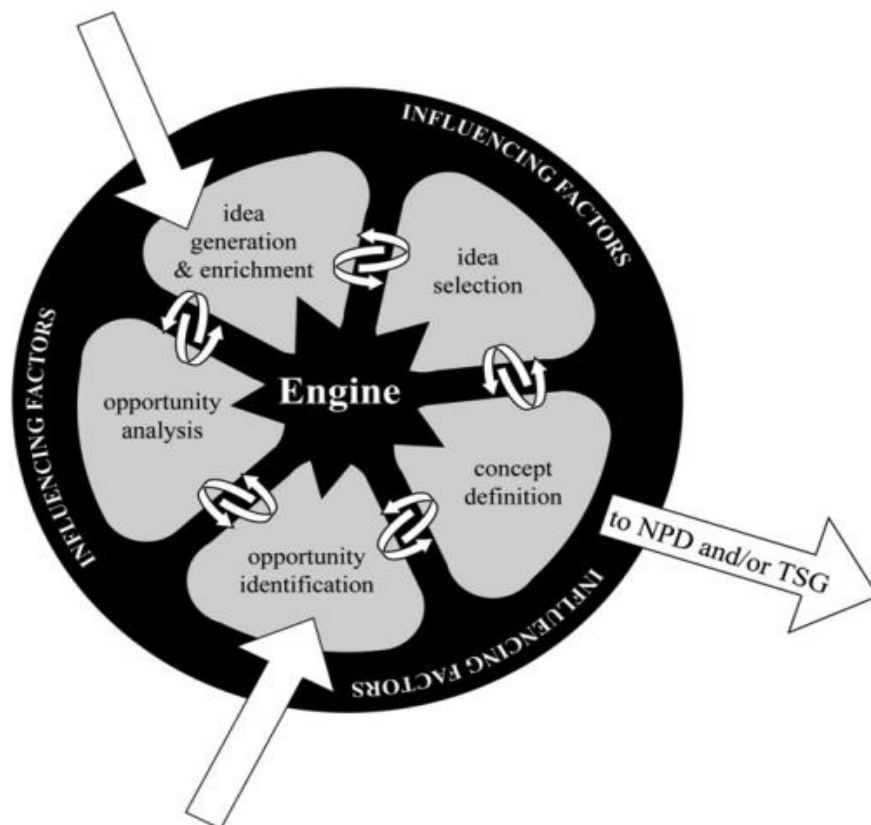 INFLUENCING FACTORS
idea
generation
& enrichment
idea
selection
INFLUENCING FACTORS
Engine
opportunity
analysis
concept
definition
to NPD and/or TSG
opportunity
identification
INFLUENCING FACTORS